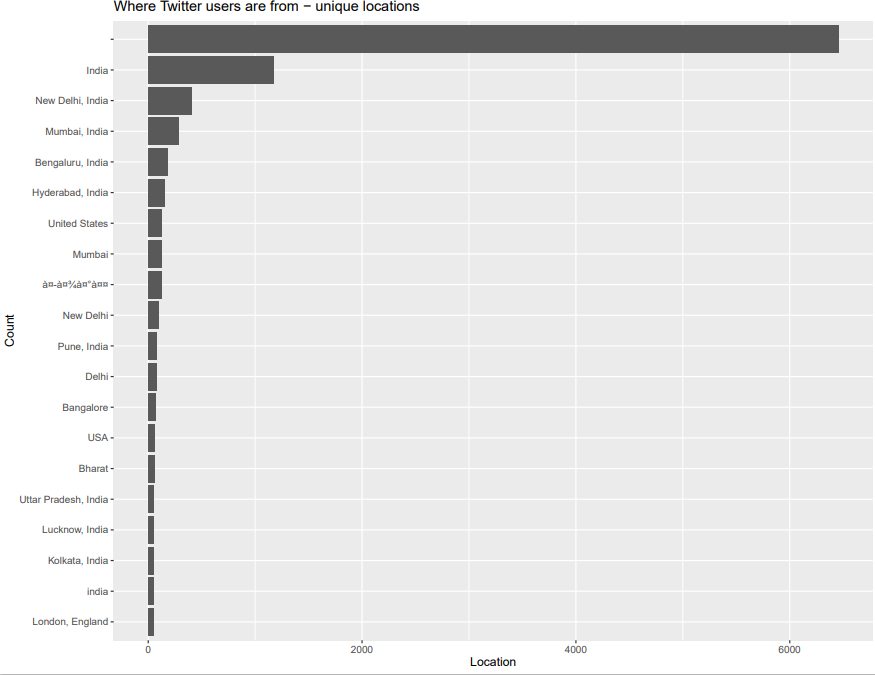 Where Twitter users are from − unique locations
India
New Delhi, India
Mumbai, India
Bengaluru, India
Hyderabad, India
United States
Mumbai
à¤­à¤¾à¤°à¤¤
New Delhi
Pune, India
Delhi
Bangalore
USA
Bharat
Uttar Pradesh, India
Lucknow, India
Kolkata, India
india
London, England
Count
0 2000 4000 6000
Location